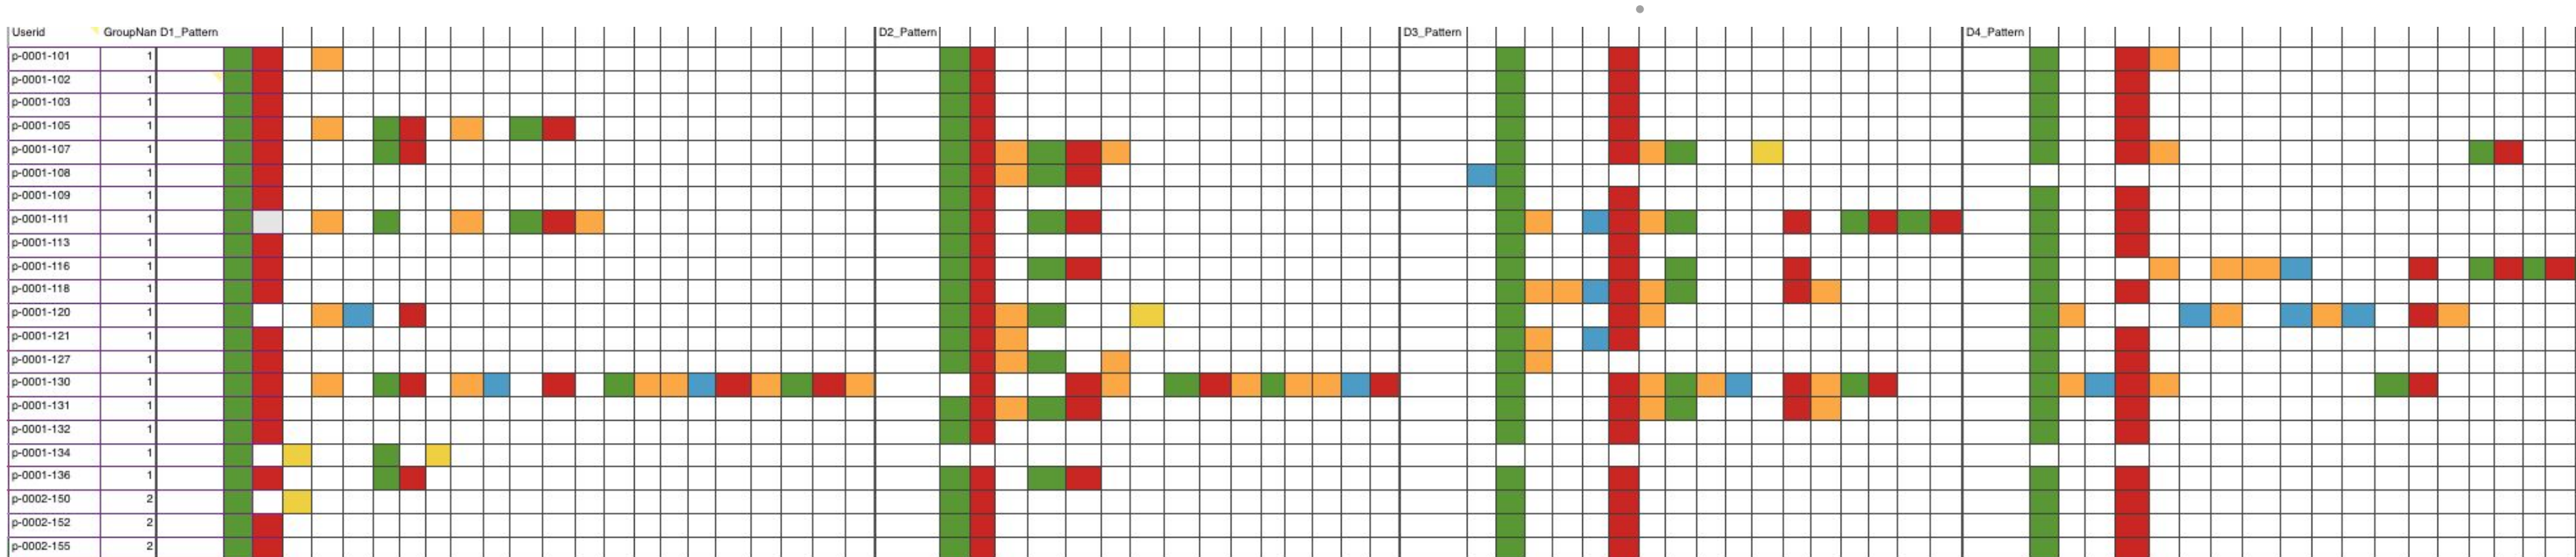 Userid GroupNan D1_Pattern D2_Pattern D3_Pattern D4_Pattern
p-0001-101 1
p-0001-102 1
p-0001-103 1
p-0001-105 1
p-0001-107 1
p-0001-108 1
p-0001-109 1
p-0001-111 1
p-0001-113 1
p-0001-116 1
p-0001-118 1
p-0001-120 1
p-0001-121 1
p-0001-127 1
p-0001-130 1
p-0001-131 1
p-0001-132 1
p-0001-134 1
p-0001-136 1
p-0002-150 2
p-0002-152 2
p-0002-155 2